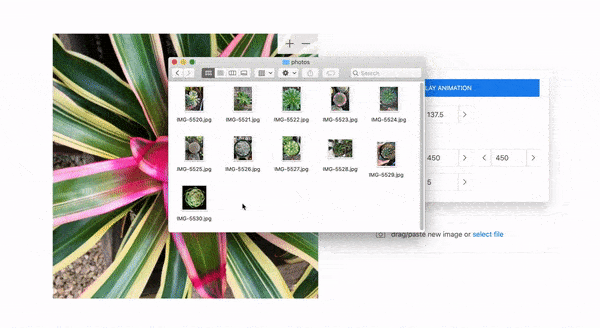 photos
Search
LAY ANIMATION
IMG-5520.jpg
IMG-5521.jpg
IMG-5522.jpg
IMG-5523.jpg
IMG-5524.jpg
137.5
IMG-5525.jpg
IMG-5526.jpg
IMG-5527.jpg
IMG-5528.jpg
IMG-5529.jpg
450
450
5
IMG-5530.jpg
drag/paste new image or select file